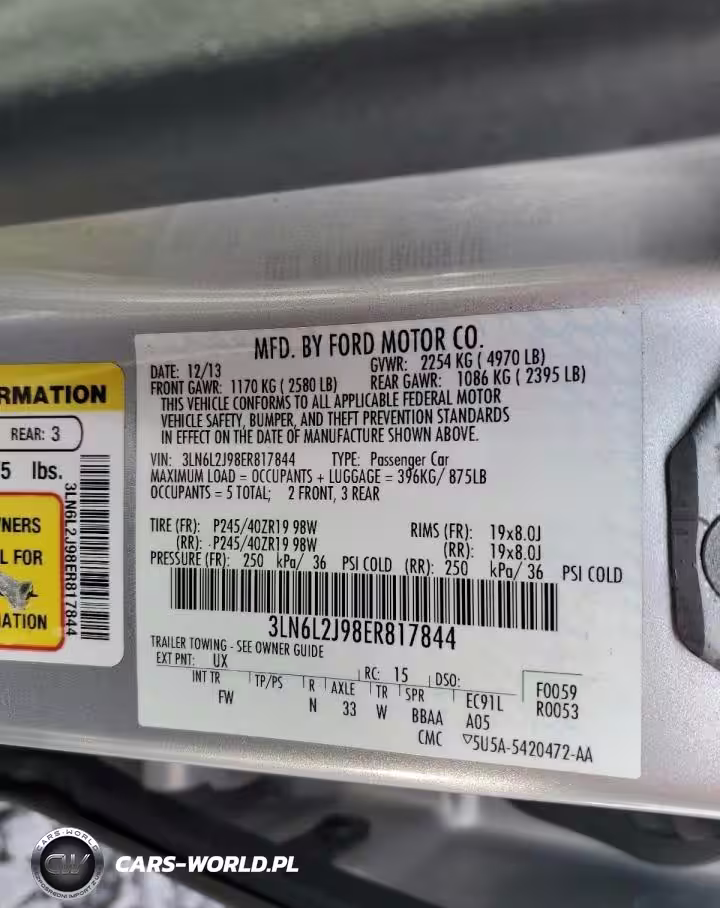 MFD. BY FORD MOTOR CO.
DATE: 12/13 GVWR: 2254 KG ( 4970 LB)
FRONT GAWR: 1170 KG ( 2580 LB) REAR GAWR: 1086 KG ( 2395 LB)
THIS VEHICLE CONFORMS TO ALL APPLICABLE FEDERAL MOTOR
VEHICLE SAFETY, BUMPER, AND THEFT PREVENTION STANDARDS
IN EFFECT ON THE DATE OF MANUFACTURE SHOWN ABOVE.
VIN: 3LN6L2J98ER817844 TYPE: Passenger Car
MAXIMUM LOAD = OCCUPANTS + LUGGAGE = 396KG/ 875LB
OCCUPANTS = 5 TOTAL; 2 FRONT, 3 REAR
TIRE (FR): P245/40ZR19 98W RIMS (FR): 19x8.0J
(RR): P245/40ZR19 98W (RR): 19x8.0J
PRESSURE (FR): 250 kPa/ 36 PSI COLD (RR): 250 kPa/ 36 PSI COLD
3LN6L2J98ER817844
TRAILER TOWING - SEE OWNER GUIDE
EXT PNT: UX RC: 15 DSO:
INT TR TP/PS R AXLE TR SPR EC91L F0059
FW N 33 W BBAA A05 R0053
CMC ▽5U5A-5420472-AA
RMATION
REAR: 3
5 lbs.
NERS
L FOR
L
ATION
3LN6L2J98ER817844
CARS-WORLD
CW
CARS-WORLD.PL